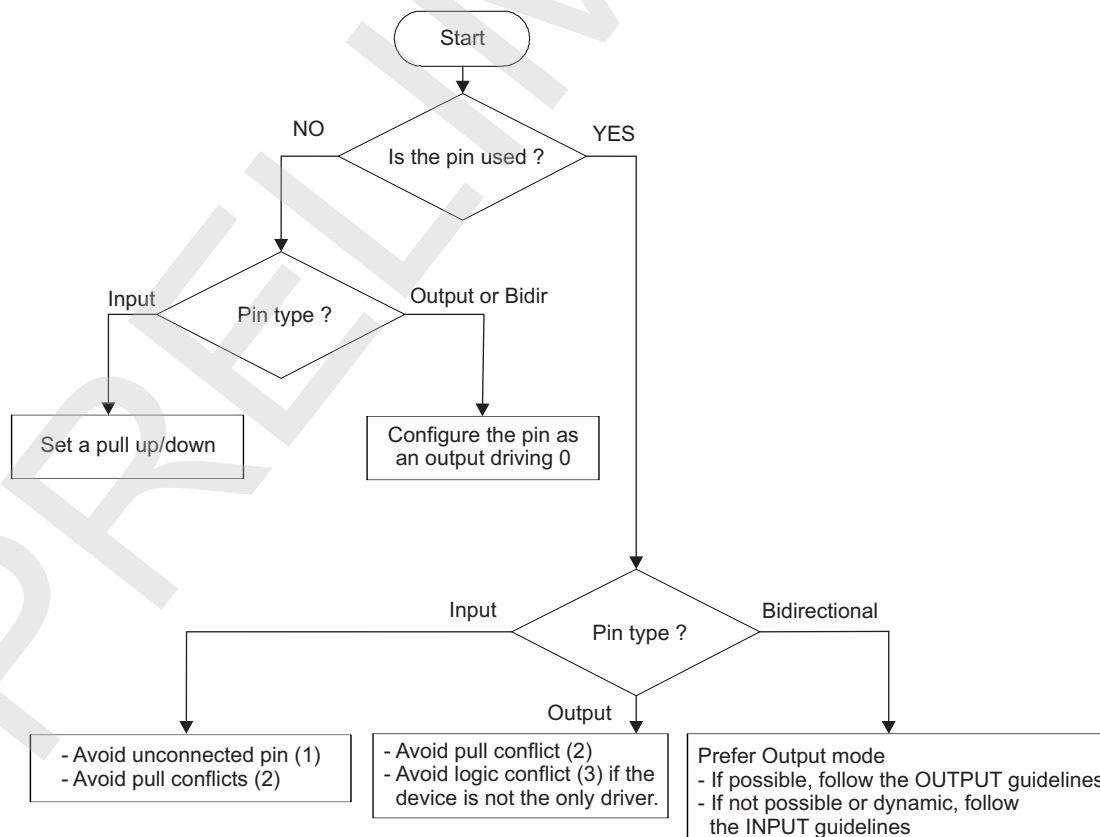 Start
NO
YES
Is the pin used ?
Input
Output or Bidir
Pin type ?
Set a pull up/down
Configure the pin as
an output driving 0
Input
Bidirectional
Pin type ?
Output
- Avoid unconnected pin (1)
- Avoid pull conflicts (2)
- Avoid pull conflict (2)
- Avoid logic conflict (3) if the
device is not the only driver.
Prefer Output mode
- If possible, follow the OUTPUT guidelines
- If not possible or dynamic, follow
the INPUT guidelines
PRELIM